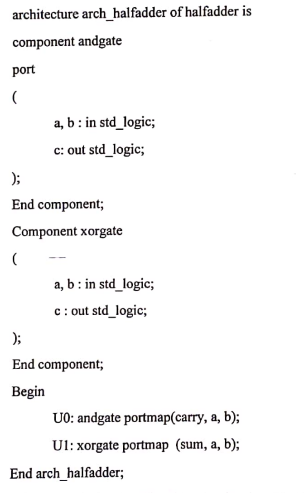 architecture arch_halfadder of halfadder is
component andgate
port
(
a, b : in std_logic;
c: out std_logic;
);
End component;
Component xorgate
(
a, b : in std_logic;
c : out std_logic;
);
End component;
Begin
U0: andgate portmap(carry, a, b);
U1: xorgate portmap (sum, a, b);
End arch_halfadder;